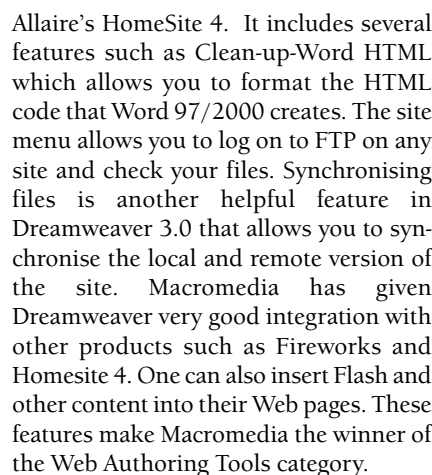 Allaire's HomeSite 4. It includes several
features such as Clean-up-Word HTML
which allows you to format the HTML
code that Word 97/2000 creates. The site
menu allows you to log on to FTP on any
site and check your files. Synchronising
files is another helpful feature in
Dreamweaver 3.0 that allows you to syn-
chronise the local and remote version of
the site. Macromedia has given
Dreamweaver very good integration with
other products such as Fireworks and
Homesite 4. One can also insert Flash and
other content into their Web pages. These
features make Macromedia the winner of
the Web Authoring Tools category.